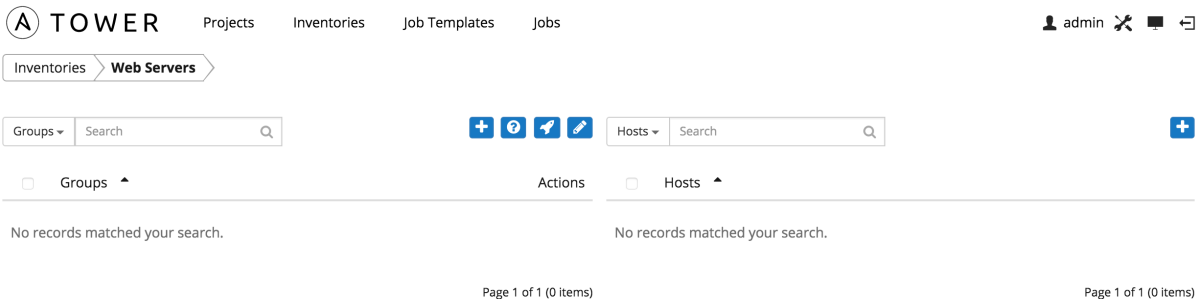 A TOWER Projects Inventories Job Templates Jobs admin
Inventories Web Servers
Groups Search Hosts Search
Groups Actions Hosts
No records matched your search. No records matched your search.
Page 1 of 1 (0 items) Page 1 of 1 (0 items)